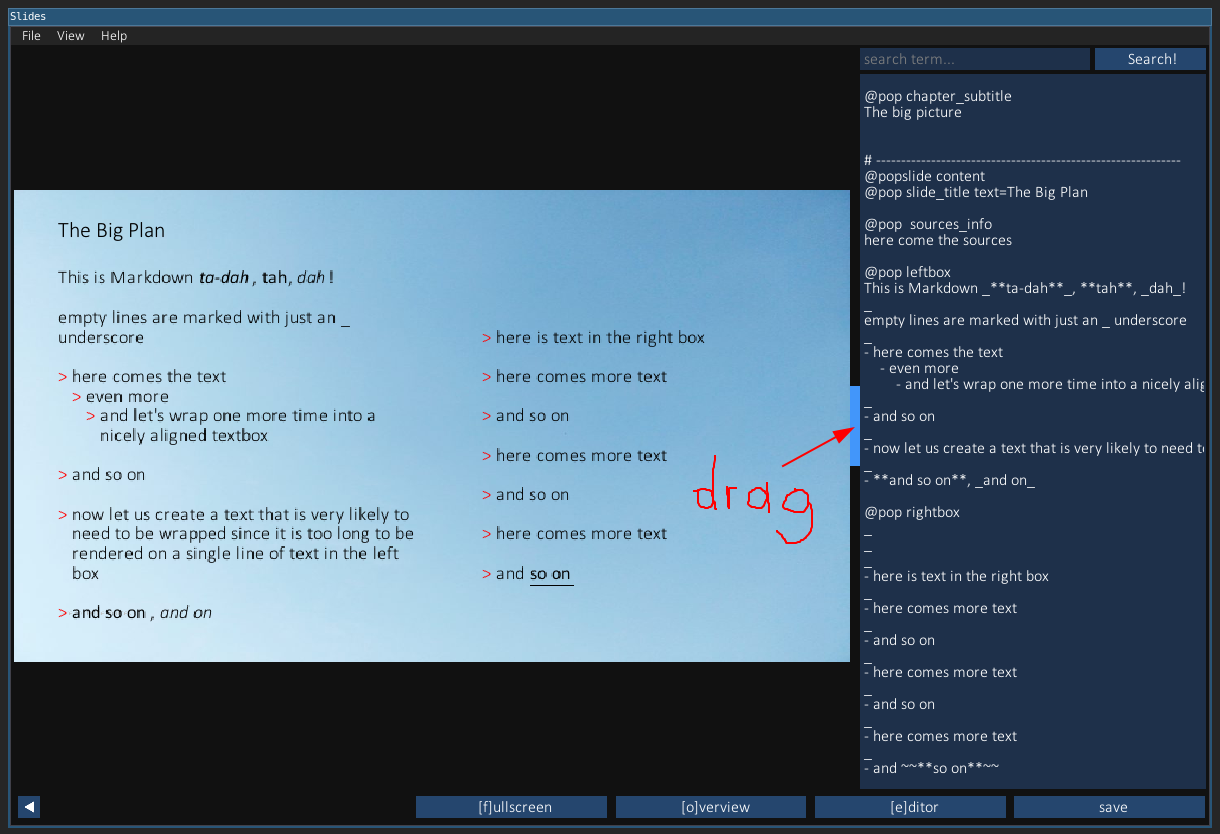 Slides
File View Help
search term... Search!
The Big Plan
This is Markdown ta-dah , tah, dah !
empty lines are marked with just an _
underscore
> here comes the text
> even more
> and let's wrap one more time into a
nicely aligned textbox
> and so on
> now let us create a text that is very likely to
need to be wrapped since it is too long to be
rendered on a single line of text in the left
box
> and so on , and on
> here is text in the right box
> here comes more text
> and so on
> here comes more text
> and so on
> here comes more text
> and so on
drag
@pop chapter_subtitle
The big picture
# -------------------------------------------------------------
@popslide content
@pop slide_title text=The Big Plan
@pop  sources_info
here come the sources
@pop leftbox
This is Markdown _**ta-dah**_, **tah**, _dah_!
_
empty lines are marked with just an _ underscore
_
- here comes the text
- even more
- and let's wrap one more time into a nicely alig
_
- and so on
_
- now let us create a text that is very likely to need t
_
- **and so on**, _and on_
@pop rightbox
_
_
_
- here is text in the right box
_
- here comes more text
_
- and so on
_
- here comes more text
_
- and so on
_
- here comes more text
_
- and ~~**so on**~~
[f]ullscreen [o]verview [e]ditor save